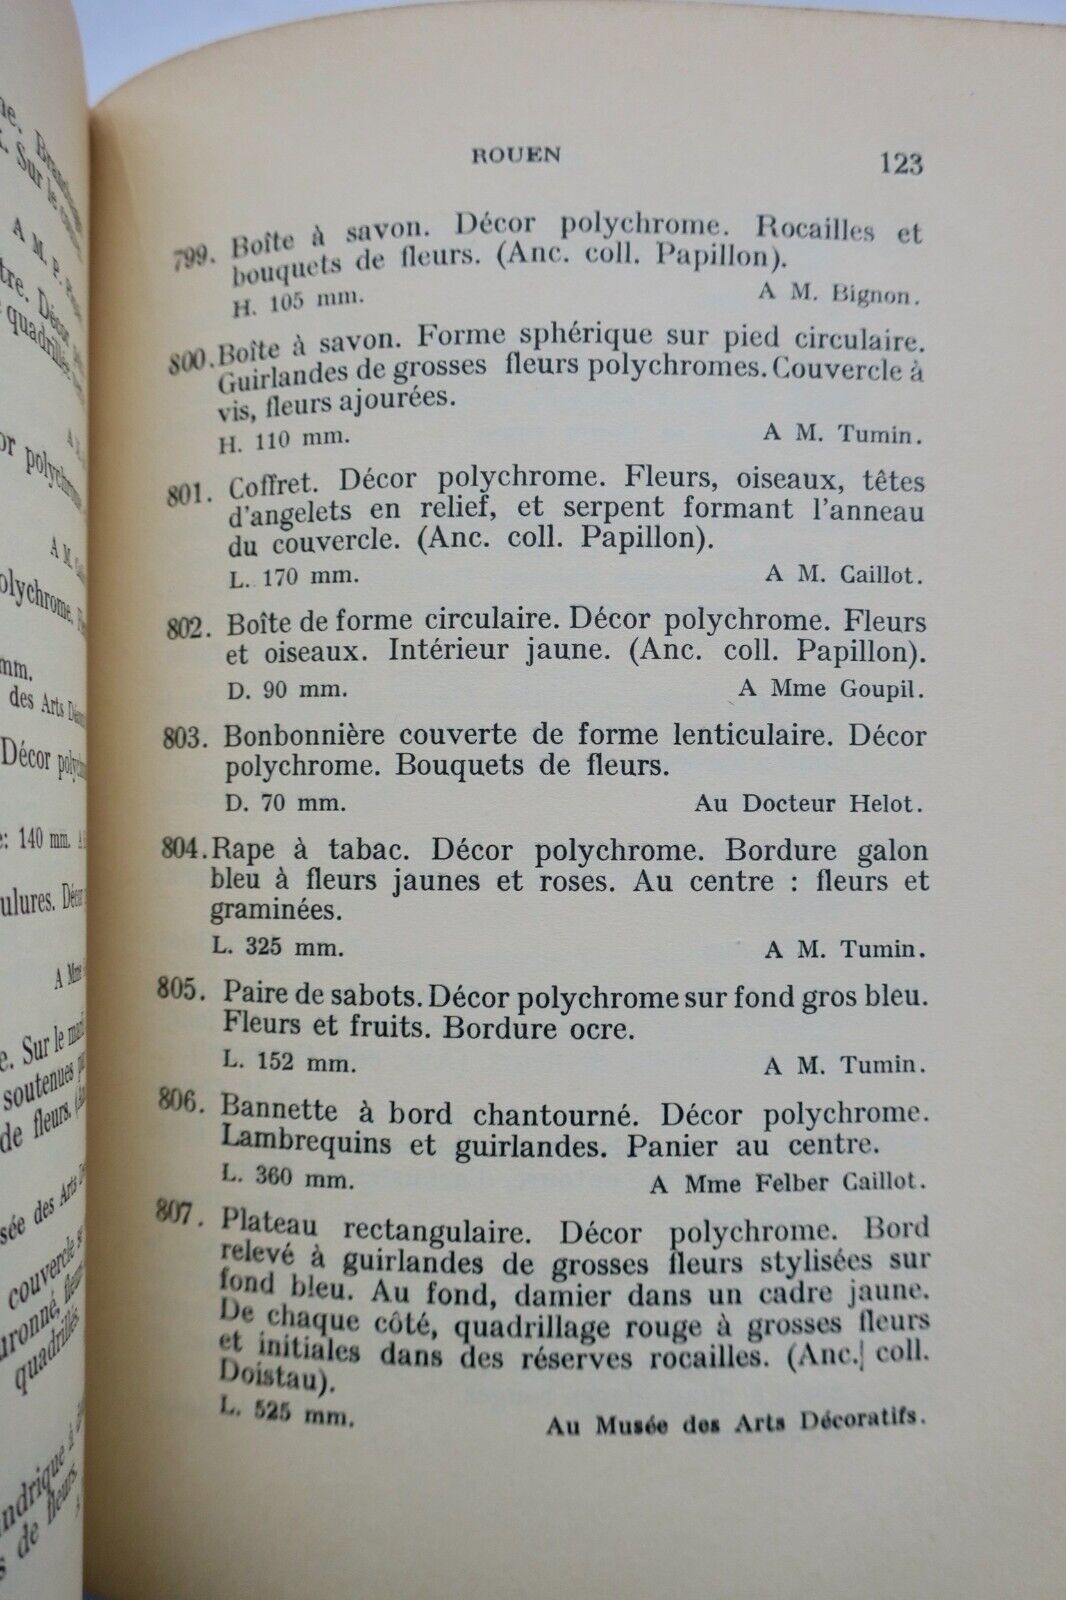 ROUEN 123
799. Boîte à savon. Décor polychrome. Rocailles et
bouquets de fleurs. (Anc. coll. Papillon).
H. 105 mm. A M. Bignon.
800. Boîte à savon. Forme sphérique sur pied circulaire.
Guirlandes de grosses fleurs polychromes. Couvercle à
vis, fleurs ajourées.
H. 110 mm. A M. Tumin.
801. Coffret. Décor polychrome. Fleurs, oiseaux, têtes
d'angelets en relief, et serpent formant l'anneau
du couvercle. (Anc. coll. Papillon).
L. 170 mm. A M. Caillot.
802. Boîte de forme circulaire. Décor polychrome. Fleurs
et oiseaux. Intérieur jaune. (Anc. coll. Papillon).
D. 90 mm. A Mme Goupil.
803. Bonbonnière couverte de forme lenticulaire. Décor
polychrome. Bouquets de fleurs.
D. 70 mm. Au Docteur Helot.
804. Rape à tabac. Décor polychrome. Bordure galon
bleu à fleurs jaunes et roses. Au centre : fleurs et
graminées.
L. 325 mm. A M. Tumin.
805. Paire de sabots. Décor polychrome sur fond gros bleu.
Fleurs et fruits. Bordure ocre.
L. 152 mm. A M. Tumin.
806. Bannette à bord chantourné. Décor polychrome.
Lambrequins et guirlandes. Panier au centre.
L. 360 mm. A Mme Felber Caillot.
807. Plateau rectangulaire. Décor polychrome. Bord
relevé à guirlandes de grosses fleurs stylisées sur
fond bleu. Au fond, damier dans un cadre jaune.
De chaque côté, quadrillage rouge à grosses fleurs
et initiales dans des réserves rocailles. (Anc. coll.
Doistau).
L. 525 mm. Au Musée des Arts Décoratifs.